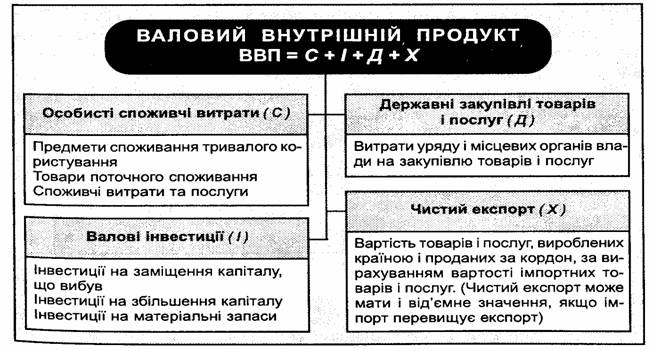 ВАЛОВИЙ ВНУТРІШНІЙ ПРОДУКТ
ВВП = С + І + Д + Х
Особисті споживчі витрати (С)
Предмети споживання тривалого ко-
ристування
Товари поточного споживання
Споживчі витрати та послуги
Валові інвестиції (І)
Інвестиції на заміщення капіталу,
що вибув
Інвестиції на збільшення капіталу
Інвестиції на матеріальні запаси
Державні закупівлі товарів
і послуг (Д)
Витрати уряду і місцевих органів вла-
ди на закупівлю товарів і послуг
Чистий експорт (Х)
Вартість товарів і послуг, вироблених
країною і проданих за кордон, за ви-
рахуванням вартості імпортних то-
варів і послуг. (Чистий експорт може
мати і від’ємне значення, якщо ім-
порт перевищує експорт)